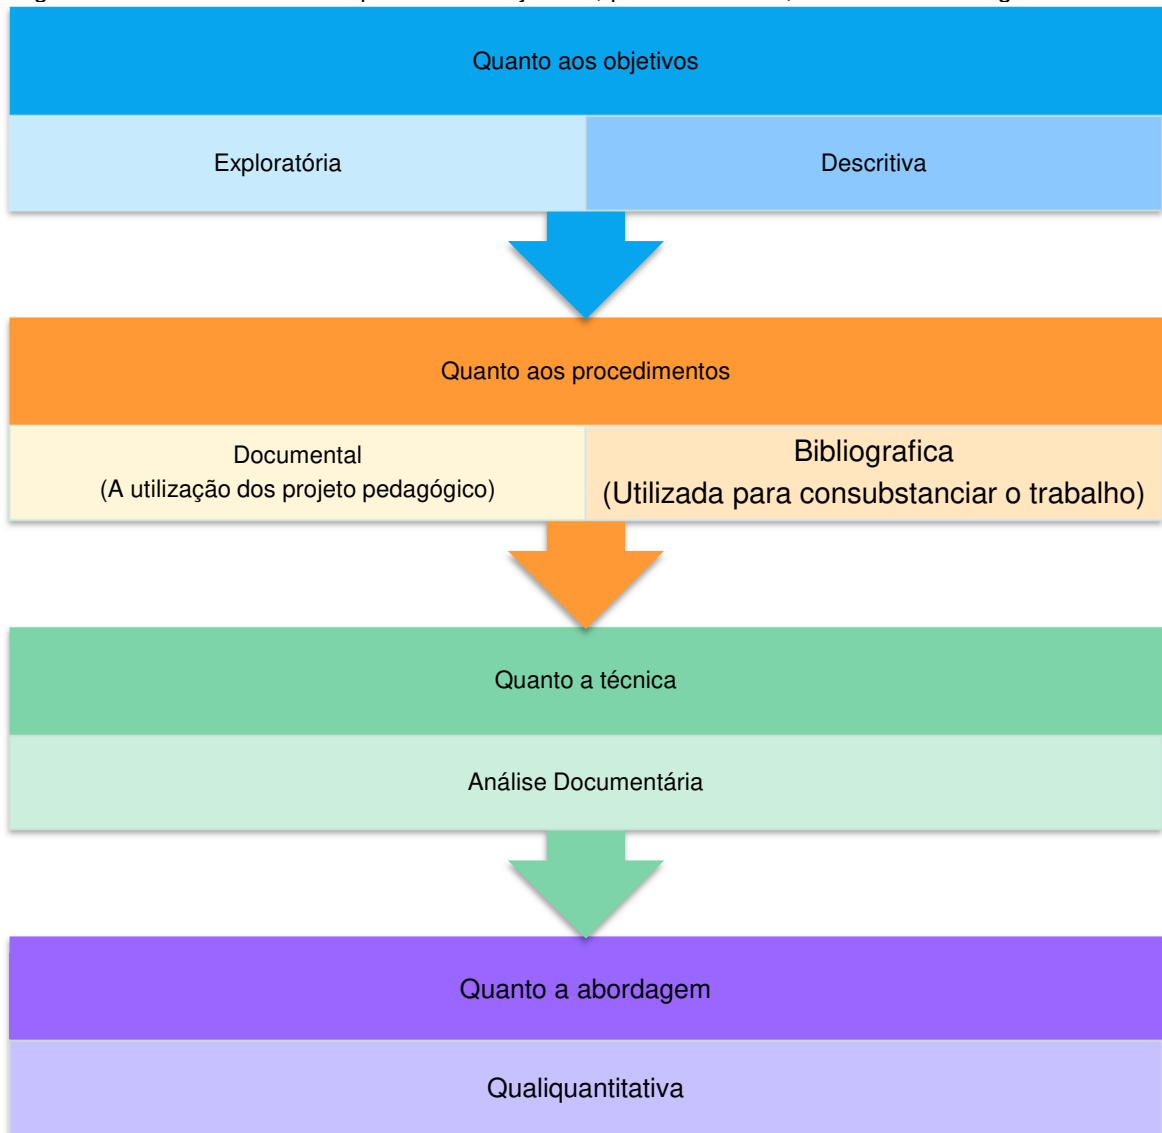 Quanto aos objetivos
Exploratória
Descritiva
Quanto aos procedimentos
Documental
(A utilização dos projeto pedagógico)
Bibliografica
(Utilizada para consubstanciar o trabalho)
Quanto a técnica
Análise Documentária
Quanto a abordagem
Qualiquantitativa